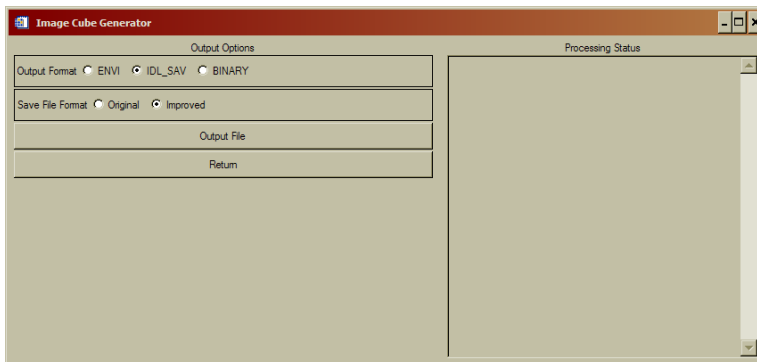 Image Cube Generator
Output Options
Output Format ENVI IDL_SAV BINARY
Save File Format Original Improved
Output File
Return
Processing Status